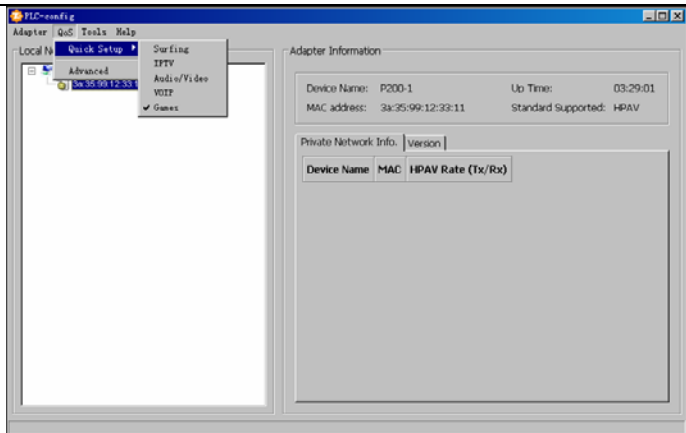 PLC-config
Adapter QoS Tools Help
Local N
Quick Setup
Advanced
Surfing
IPTV
Audio/Video
VOIP
Games
3a:35:99:12:33:1
Adapter Information
Device Name: P200-1 Up Time: 03:29:01
MAC address: 3a:35:99:12:33:11 Standard Supported: HPAV
Private Network Info. Version
Device Name MAC HPAV Rate (Tx/Rx)